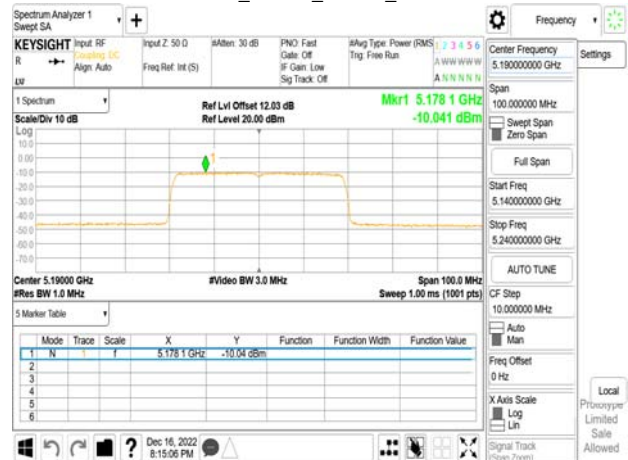 Spectrum Analyzer 1
Swept SA
Frequency
KEYSIGHT
R
LU
Input: RF
Coupling: DC
Align: Auto
Input Z: 50 Ω
Freq Ref: Int (S)
#Atten: 30 dB
PNO: Fast
Gate: Off
IF Gain: Low
Sig Track: Off
#Avg Type: Power (RMS
Trig: Free Run
1 2 3 4 5 6
A W W W W W
A N N N N N
Center Frequency
5.190000000 GHz
Settings
Span
100.000000 MHz
Swept Span
Zero Span
Full Span
Start Freq
5.140000000 GHz
Stop Freq
5.240000000 GHz
AUTO TUNE
CF Step
10.000000 MHz
Auto
Man
Freq Offset
0 Hz
X Axis Scale
Log
Lin
Signal Track
(Span Zoom)
Local
Prototype
Limited
Sale
Allowed
1 Spectrum
Scale/Div 10 dB
Log
Ref Lvl Offset 12.03 dB
Ref Level 20.00 dBm
Mkr1 5.178 1 GHz
-10.041 dBm
10.0
0.00
-10.0
-20.0
-30.0
-40.0
-50.0
-60.0
-70.0
1
Center 5.19000 GHz
#Res BW 1.0 MHz
#Video BW 3.0 MHz
Span 100.0 MHz
Sweep 1.00 ms (1001 pts)
5 Marker Table
Mode Trace Scale X Y Function Function Width Function Value
1 N 1 f 5.178 1 GHz -10.04 dBm
2
3
4
5
6
?
Dec 16, 2022
8:15:06 PM